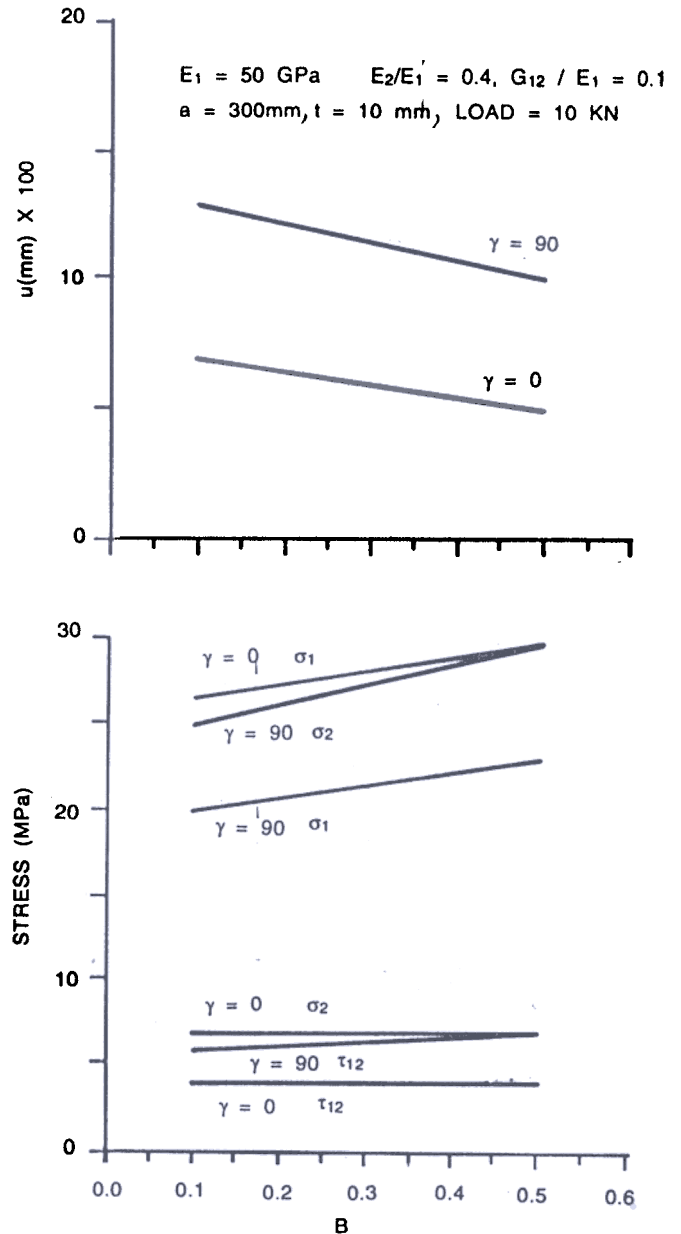 20
E₁ = 50 GPa E₂/E₁' = 0.4, G₁₂ / E₁ = 0.1
a = 300mm, t = 10 mm, LOAD = 10 KN
u(mm) X 100
γ = 90
10
γ = 0
0
30
γ = 0 σ₁
γ = 90 σ₂
STRESS (MPa)
20
γ = 90 σ₁
10
γ = 0 σ₂
γ = 90 τ₁₂
γ = 0 τ₁₂
0
0.0 0.1 0.2 0.3 0.4 0.5 0.6
B